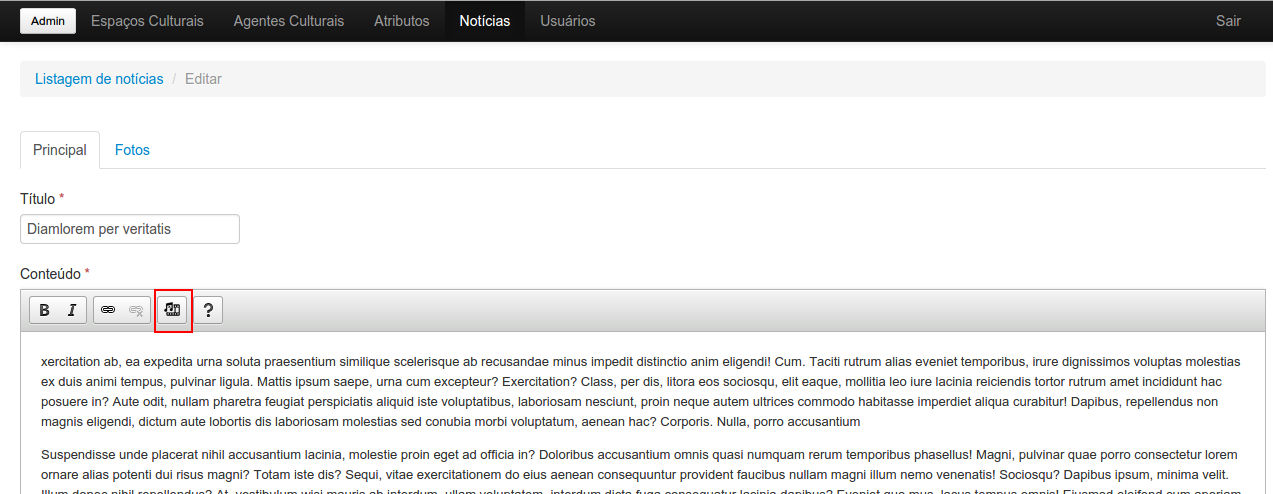 Admin Espaços Culturais Agentes Culturais Atributos Notícias Usuários Sair
Listagem de notícias / Editar
Principal Fotos
Título *
Diamlorem per veritatis
Conteúdo *
B I ?
xercitation ab, ea expedita urna soluta praesentium similique scelerisque ab recusandae minus impedit distinctio anim eligendi! Cum. Taciti rutrum alias eveniet temporibus, irure dignissimos voluptas molestias
ex duis animi tempus, pulvinar ligula. Mattis ipsum saepe, urna cum excepteur? Exercitation? Class, per dis, litora eos sociosqu, elit eaque, mollitia leo iure lacinia reiciendis tortor rutrum amet incididunt hac
posuere in? Aute odit, nullam pharetra feugiat perspiciatis aliquid iste voluptatibus, laboriosam nesciunt, proin neque autem ultrices commodo habitasse imperdiet aliqua curabitur! Dapibus, repellendus non
magnis eligendi, dictum aute lobortis dis laboriosam molestias sed conubia morbi voluptatum, aenean hac? Corporis. Nulla, porro accusantium
Suspendisse unde placerat nihil accusantium lacinia, molestie proin eget ad officia in? Doloribus accusantium omnis quasi numquam rerum temporibus phasellus! Magni, pulvinar quae porro consectetur lorem
ornare alias potenti dui risus magni? Totam iste dis? Sequi, vitae exercitationem do eius aenean consequuntur provident faucibus nullam magni illum nemo venenatis! Sociosqu? Dapibus ipsum, minima velit.